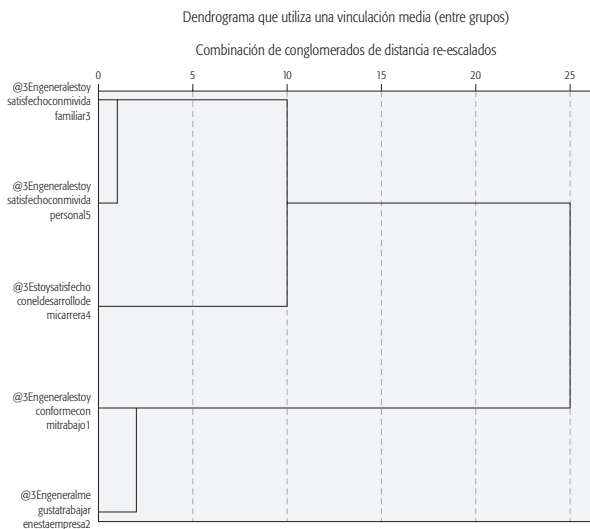 Dendrograma que utiliza una vinculación media (entre grupos)
Combinación de conglomerados de distancia re-escalados
0 5 10 15 20 25
@3Engeneralestoy
satisfechoconmivida
familiar3
@3Engeneralestoy
satisfechoconmivida
personal5
@3Estoysatisfecho
coneldesarrollode
micarrera4
@3Engeneralestoy
conformecon
mitrabajo1
@3Engeneralme
gustatrabajar
enestaempresa2